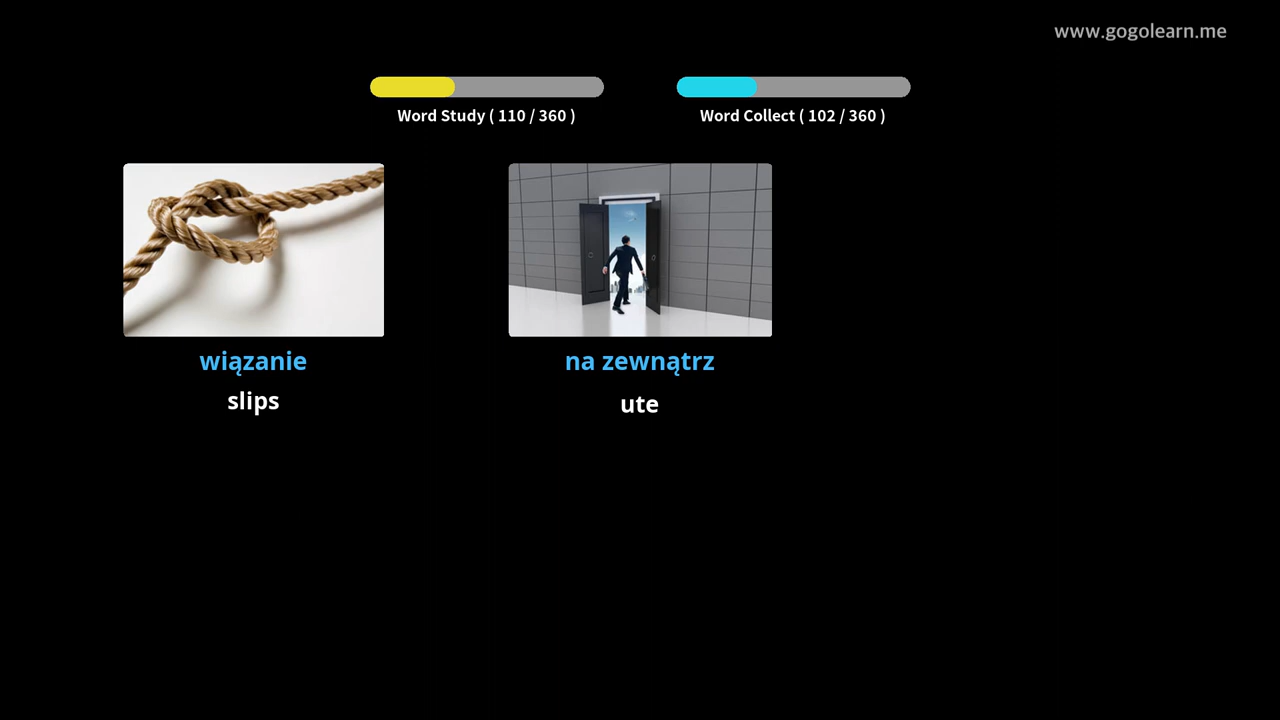 www.gogolearn.me
Word Study ( 110 / 360 )
Word Collect ( 102 / 360 )
wiązanie
na zewnątrz
slips
ute